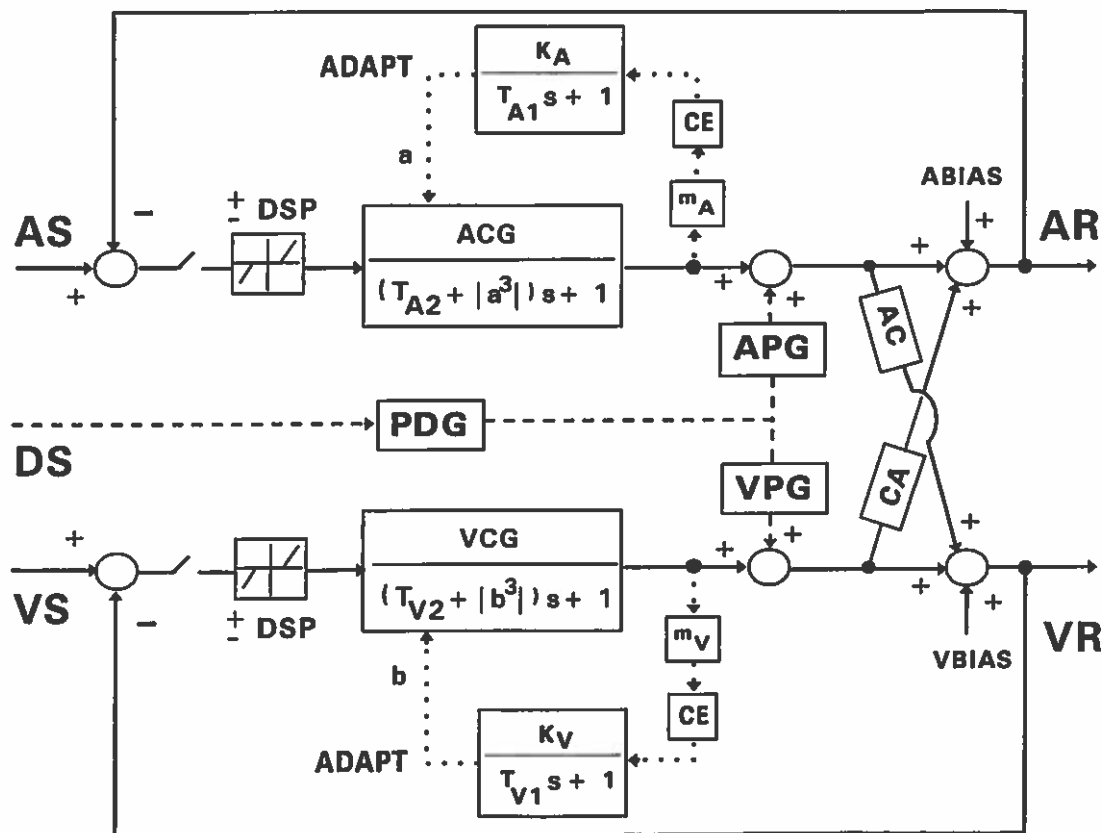 K_A
ADAPT
T_A1 s + 1
CE
a
m_A
ABIAS
+
− DSP
AS
−
+
ACG
(T_A2 + |a³|) s + 1
+
+
+
+
+
AR
AC
APG
PDG
DS
VPG
CA
VS
+
−
VCG
(T_V2 + |b³|) s + 1
+
+
+
+
+
VR
+
− DSP
m_V
VBIAS
b
CE
K_V
ADAPT
T_V1 s + 1